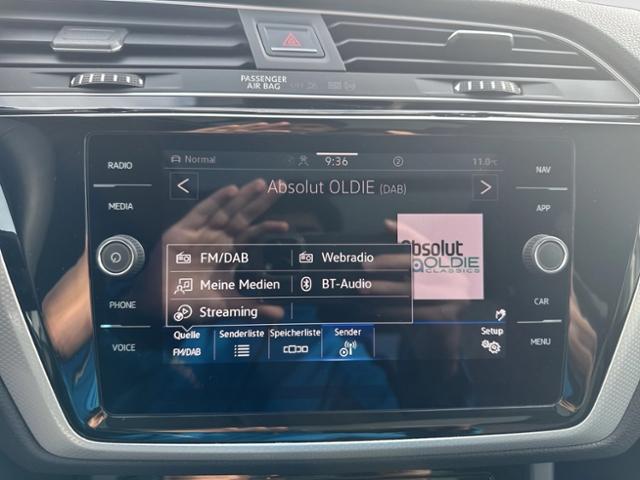 PASSENGER
AIR BAG
RADIO
MEDIA
PHONE
VOICE
NAV
APP
CAR
MENU
Normal 9:36 2 11.0°C
< Absolut OLDIE (DAB) >
Absolut
OLDIE
CLASSICS
FM/DAB Webradio
Meine Medien BT-Audio
Streaming
Quelle Senderliste Speicherliste Sender Setup
FM/DAB